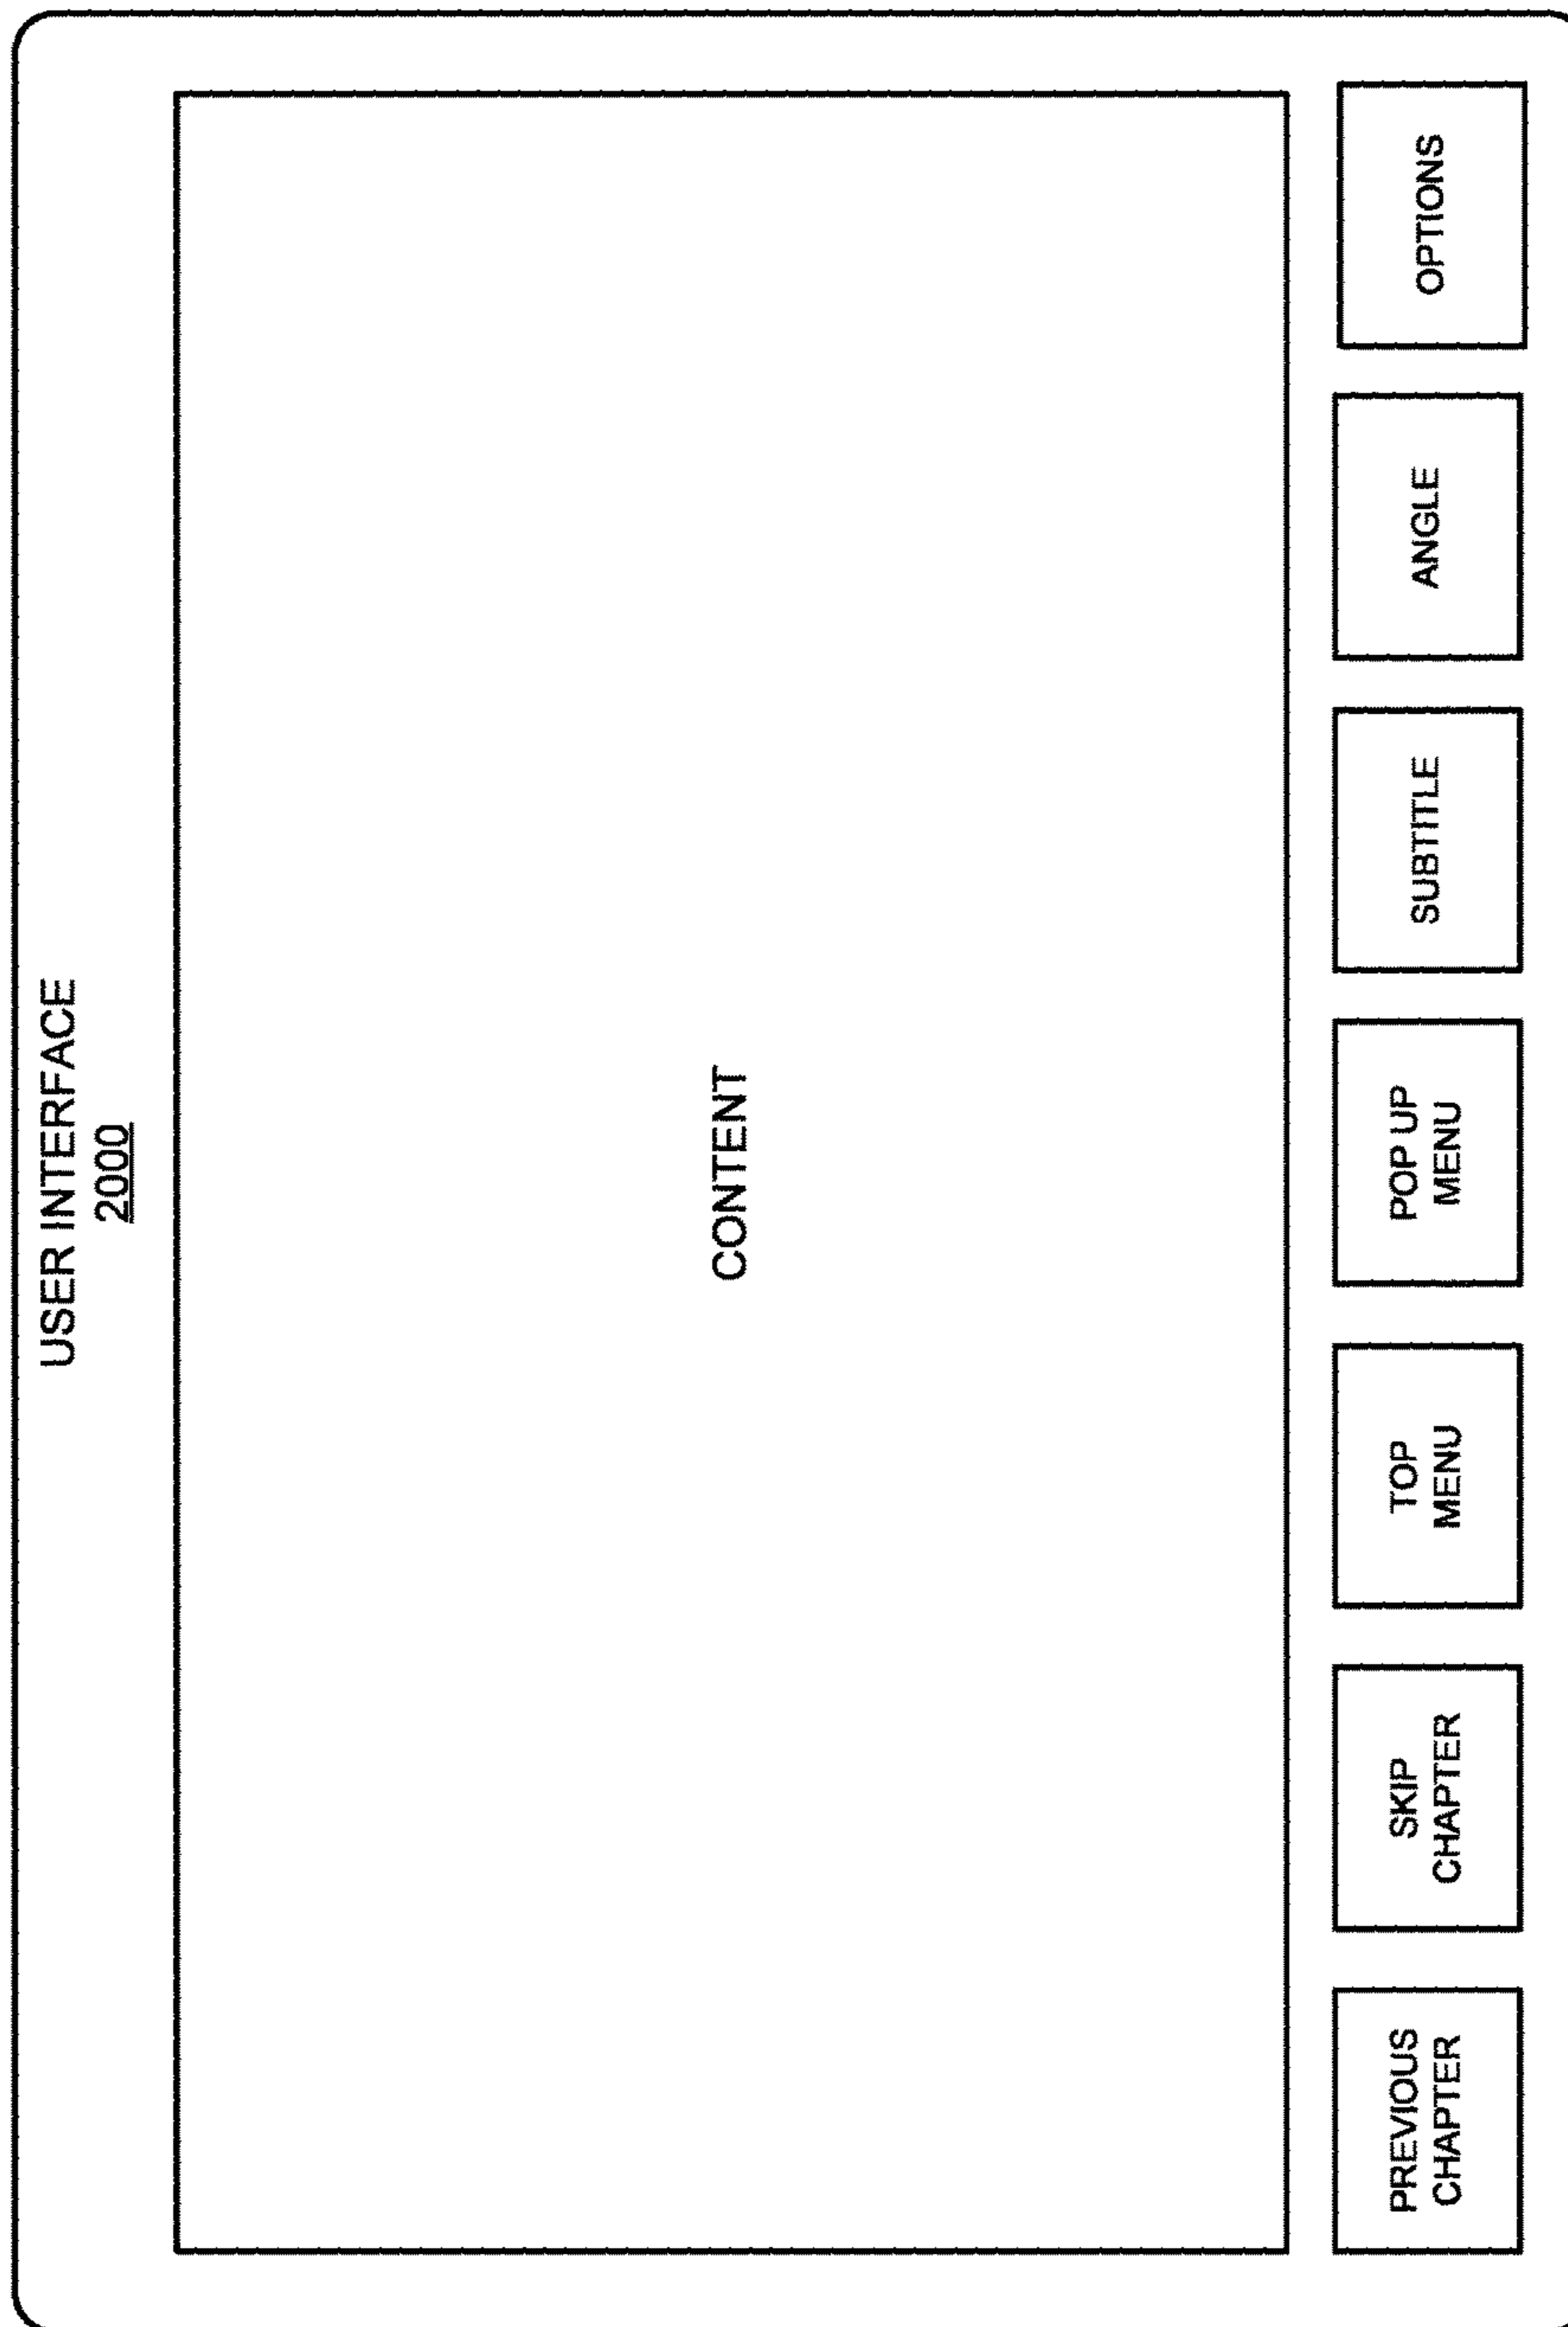 USER INTERFACE
2000
CONTENT
PREVIOUS
CHAPTER
SKIP
CHAPTER
TOP
MENU
POP UP
MENU
SUBTITLE
ANGLE
OPTIONS